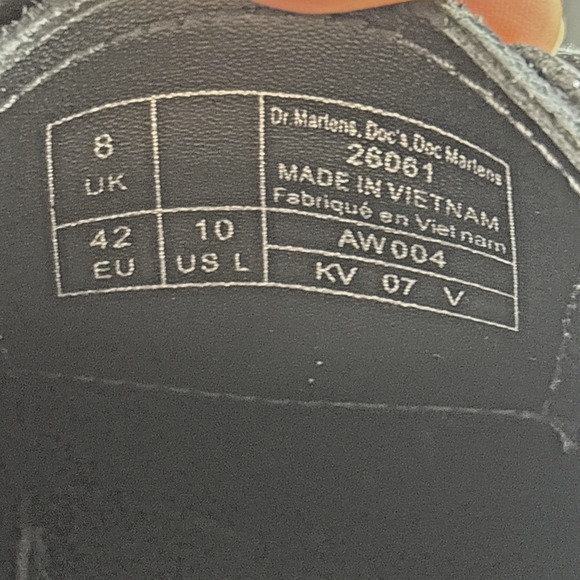 8
UK
42
EU
10
US L
Dr.Martens, Doc's, Doc Martens
26061
MADE IN VIETNAM
Fabriqué en Viet nam
AW004
KV 07 V